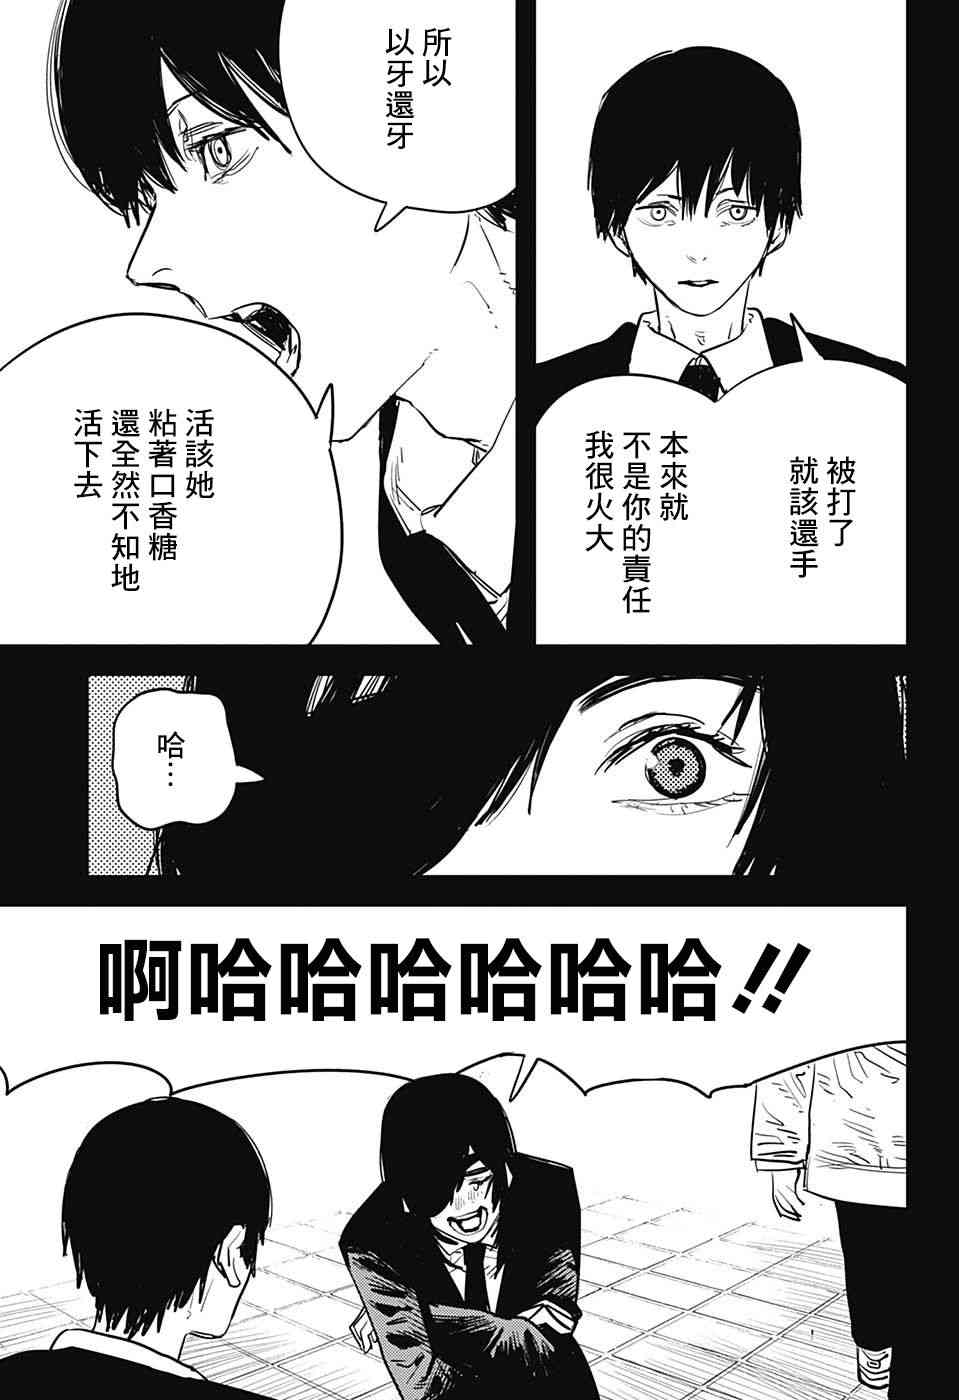 被打了
就該還手
本來就
不是你的責任
我很火大
所以
以牙還牙
活該她
粘著口香糖
還全然不知地
活下去
哈…
啊哈哈哈哈哈哈!!